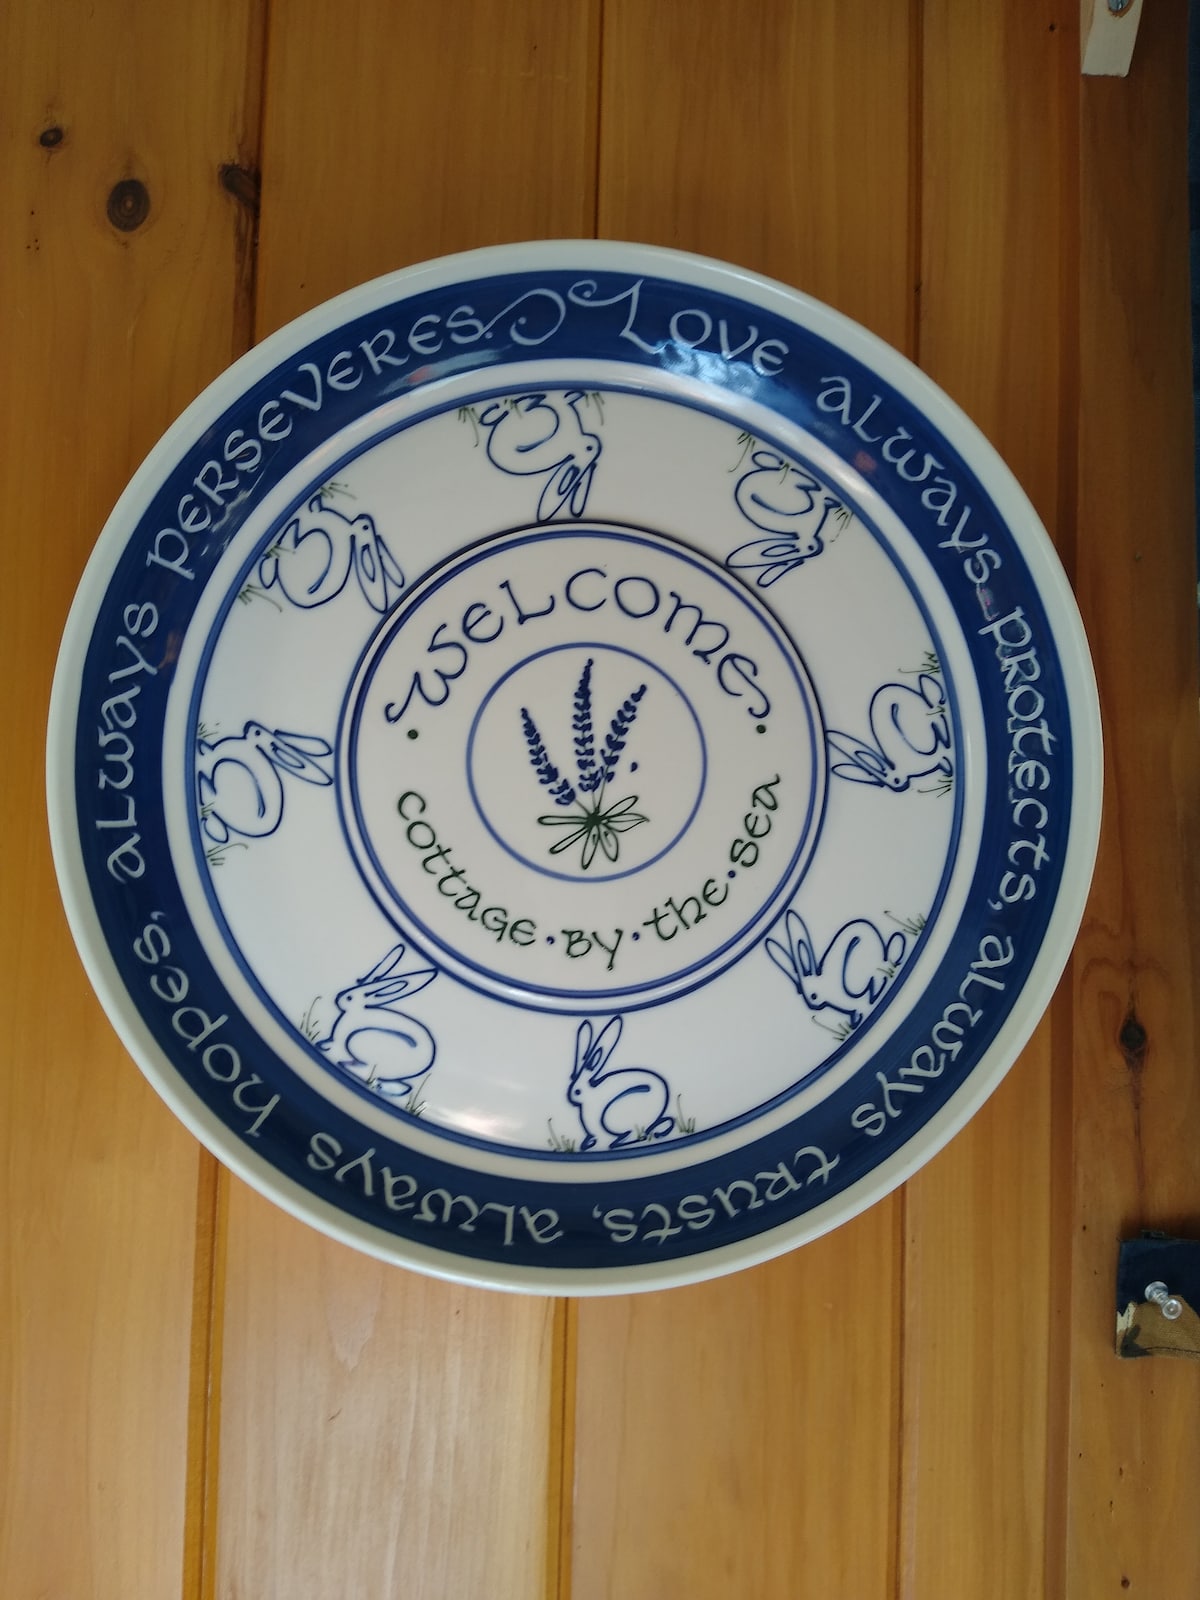 Love always protects, always trusts, always hopes, always perseveres.
WELCOME
cottage · By · the · sea